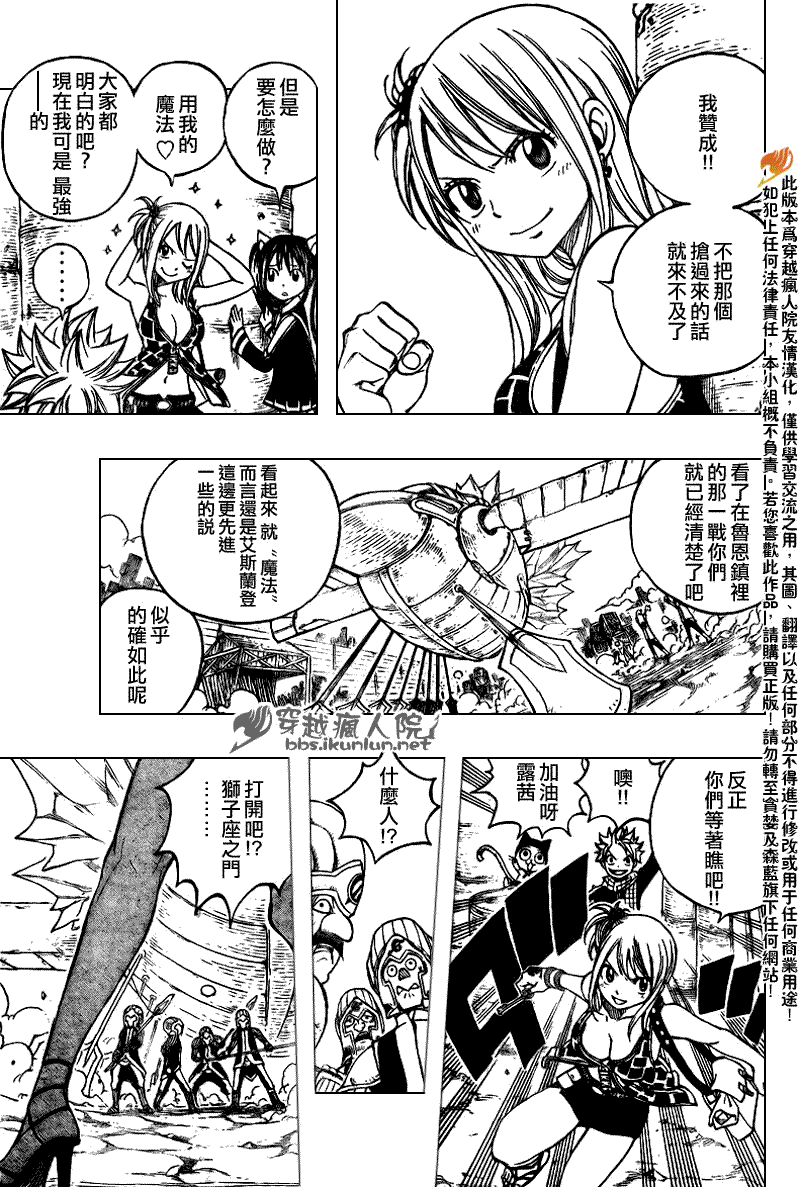 我贊成!!
不把那個
搶過來的話
就來不及了
但是
要怎麼做?
用我的
魔法♡
大家都
明白的吧?
現在我可是 最強
——的
……
看了在魯恩鎮裡
的那一戰你們
就已經清楚了吧
看起來 就“魔法”
而言還是艾斯蘭登
這邊更先進
一些的說
似乎
的確如此呢
反正
你們等著瞧吧!!
噢!!
加油呀
露茜
什麼人!?
打開吧!?
獅子座之門
………
穿越瘋人院
bbs.ikunlun.net
此版本爲穿越瘋人院友情漢化，僅供學習交流之用，其圖、翻譯以及任何部分不得進行修改或用于任何商業用途！
如犯上任何法律責任，本小組概不負責。若您喜歡此作品，請購買正版！請勿轉至貪婪及森藍旗下任何網站！